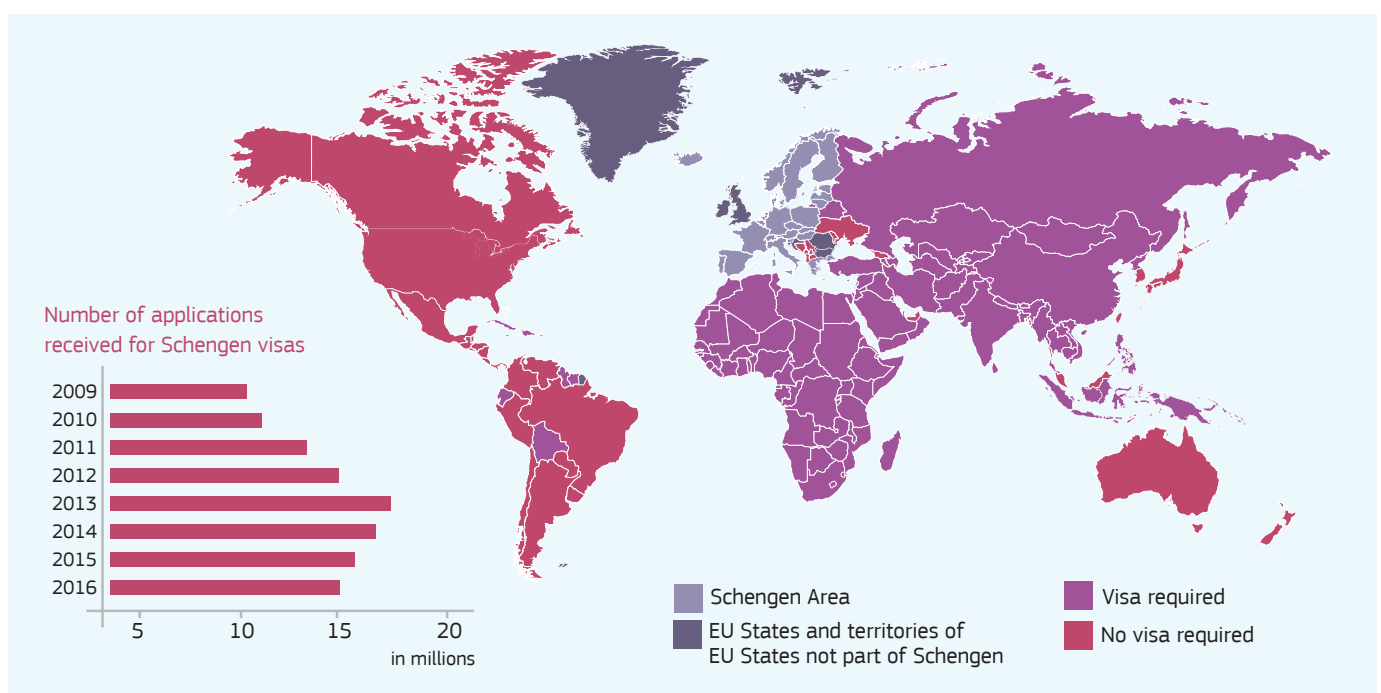 Number of applications
received for Schengen visas
2009
2010
2011
2012
2013
2014
2015
2016
5 10 15 20
in millions
Schengen Area
EU States and territories of
EU States not part of Schengen
Visa required
No visa required